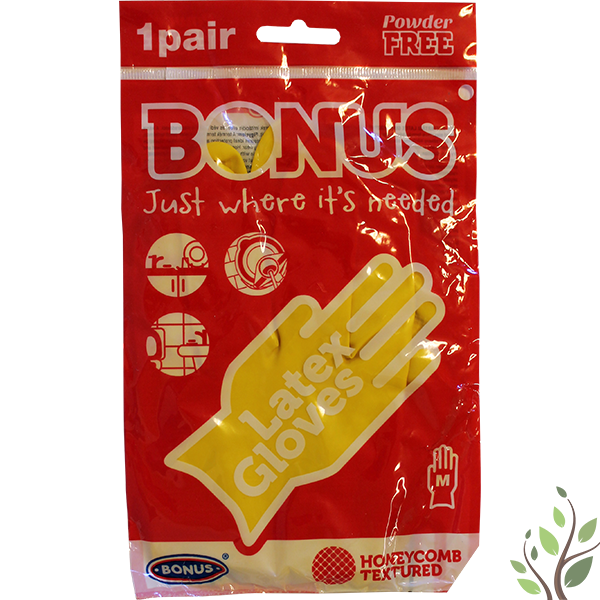 1pair
Powder
FREE
BONUS
Just where it's needed
Latex
Gloves
M
BONUS
®
HONEYCOMB
TEXTURED